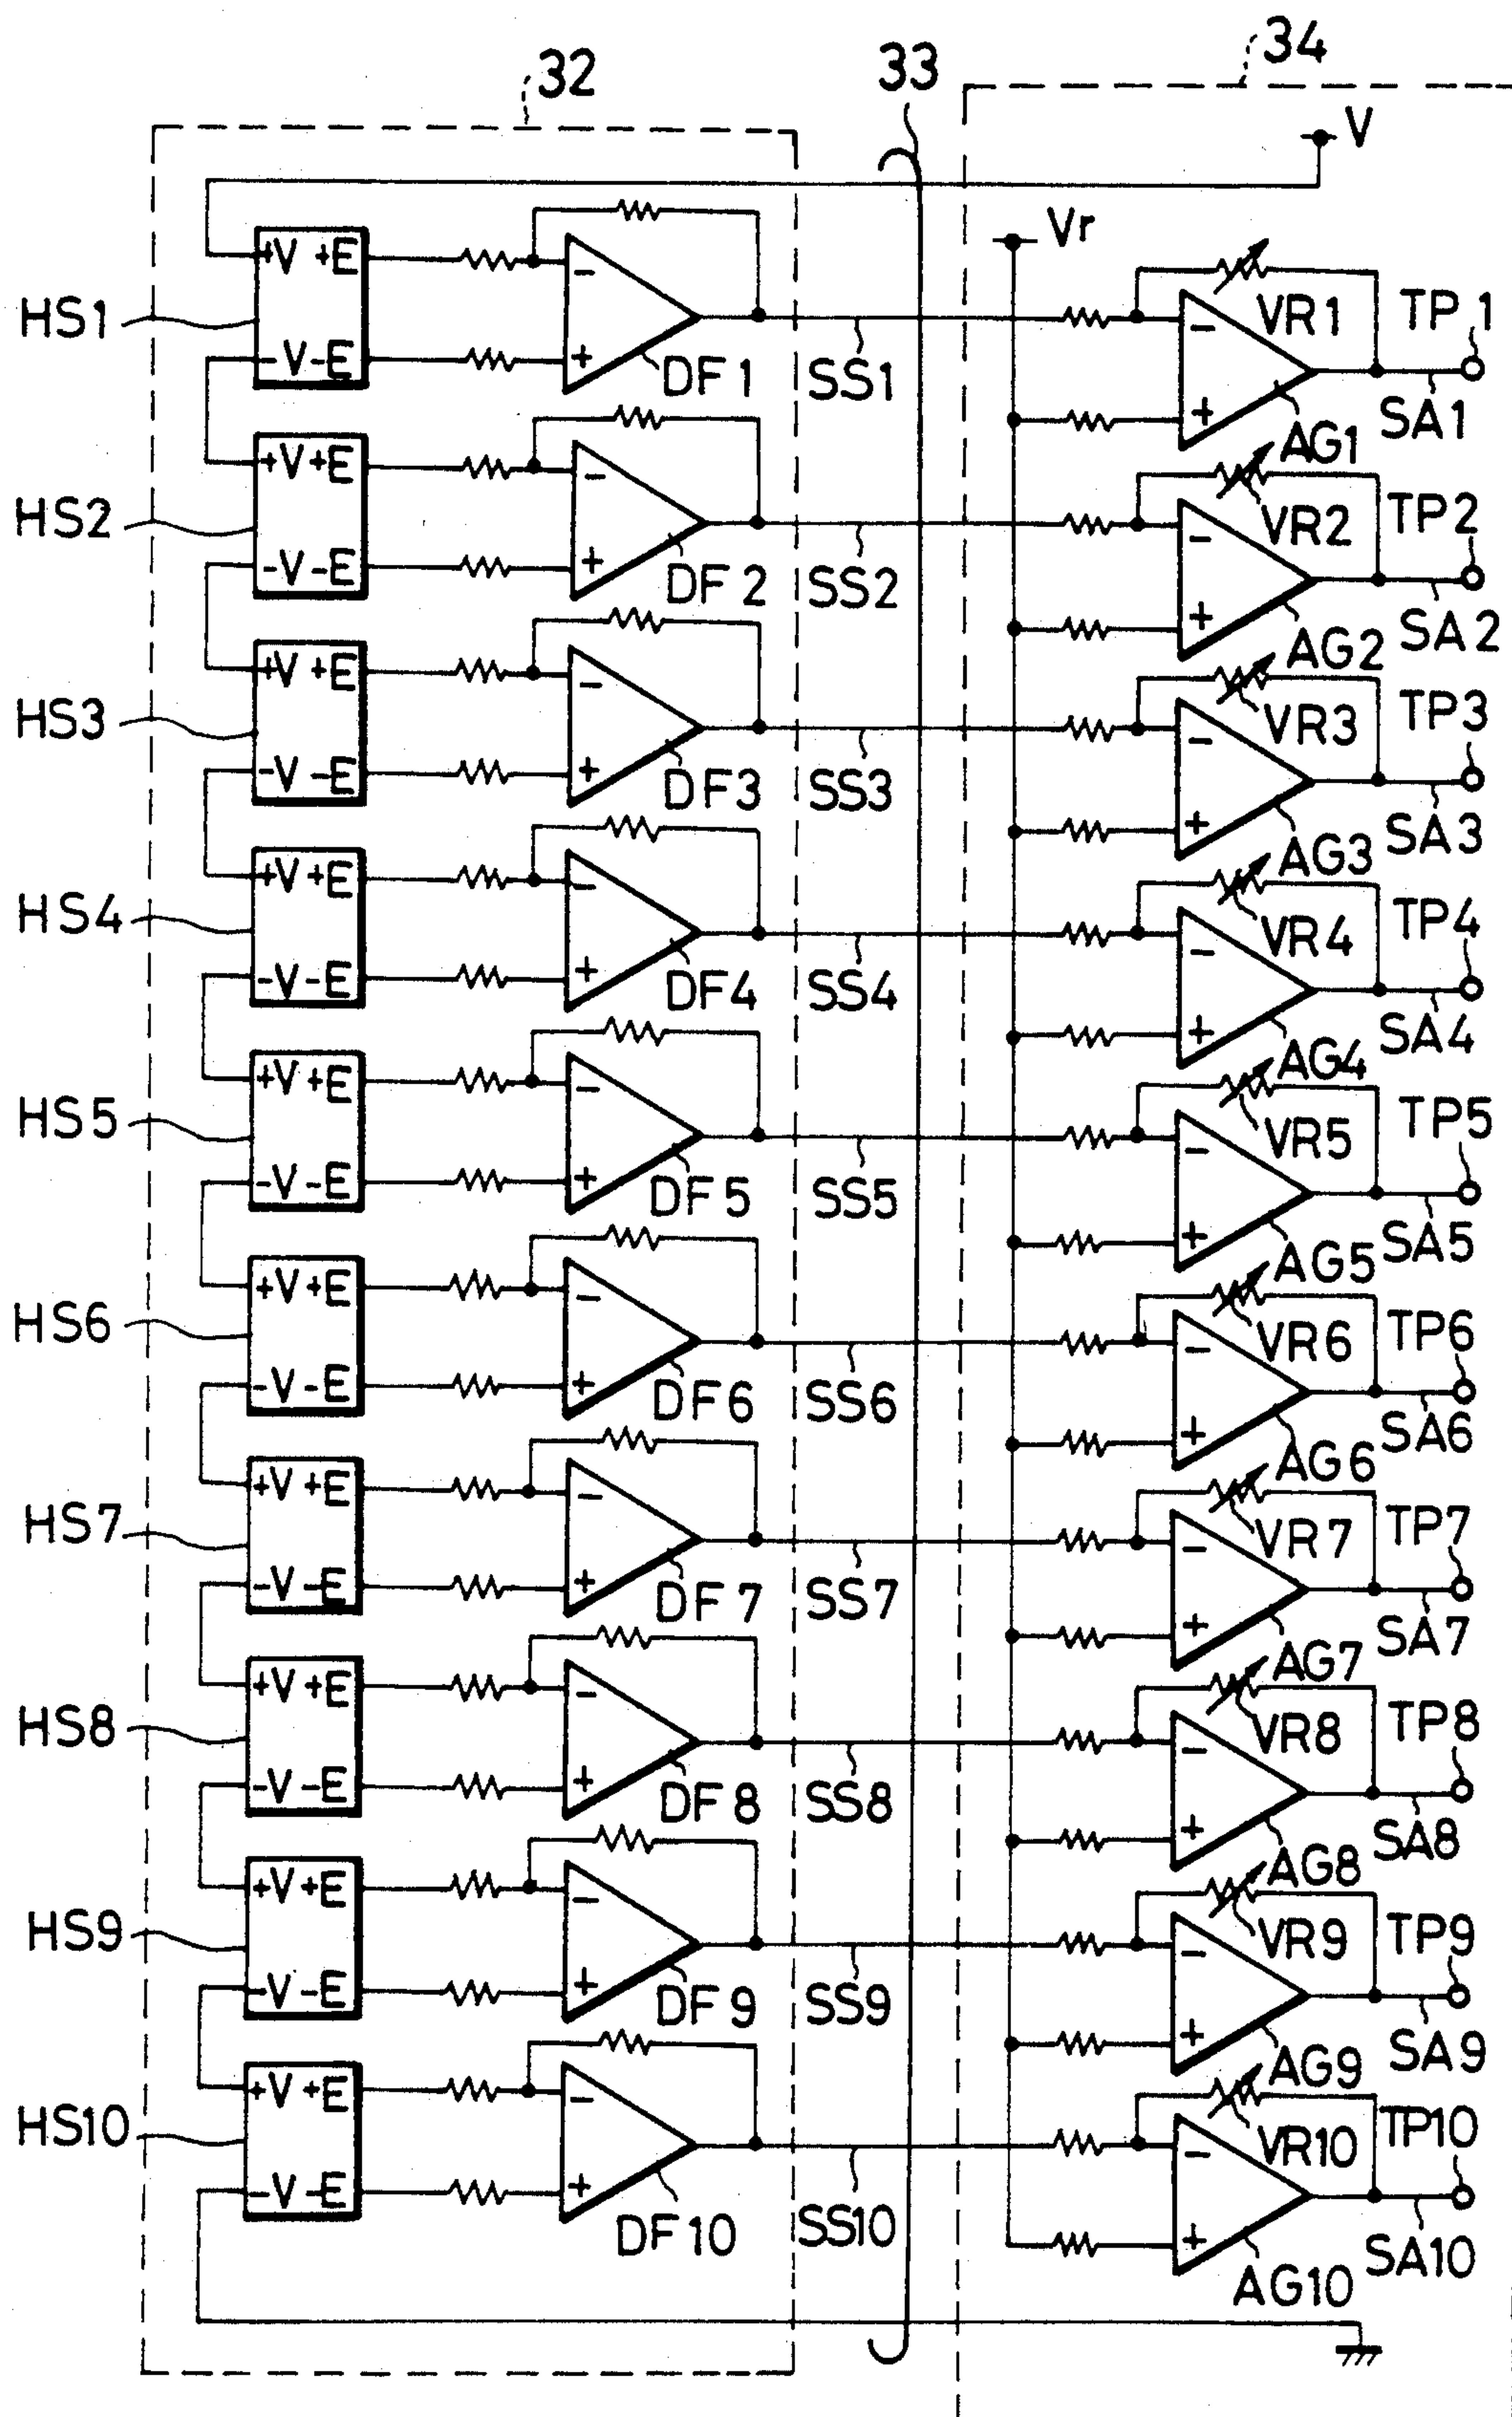 32
33
34
V
Vr
HS1
+V +E
-V -E
-
+
DF1
SS1
-
+
VR1
AG1
TP1
SA1
HS2
+V +E
-V -E
-
+
DF2
SS2
-
+
VR2
AG2
TP2
SA2
HS3
+V +E
-V -E
-
+
DF3
SS3
-
+
VR3
AG3
TP3
SA3
HS4
+V +E
-V -E
-
+
DF4
SS4
-
+
VR4
AG4
TP4
SA4
HS5
+V +E
-V -E
-
+
DF5
SS5
-
+
VR5
AG5
TP5
SA5
HS6
+V +E
-V -E
-
+
DF6
SS6
-
+
VR6
AG6
TP6
SA6
HS7
+V +E
-V -E
-
+
DF7
SS7
-
+
VR7
AG7
TP7
SA7
HS8
+V +E
-V -E
-
+
DF8
SS8
-
+
VR8
AG8
TP8
SA8
HS9
+V +E
-V -E
-
+
DF9
SS9
-
+
VR9
AG9
TP9
SA9
HS10
+V +E
-V -E
-
+
DF10
SS10
-
+
VR10
AG10
TP10
SA10